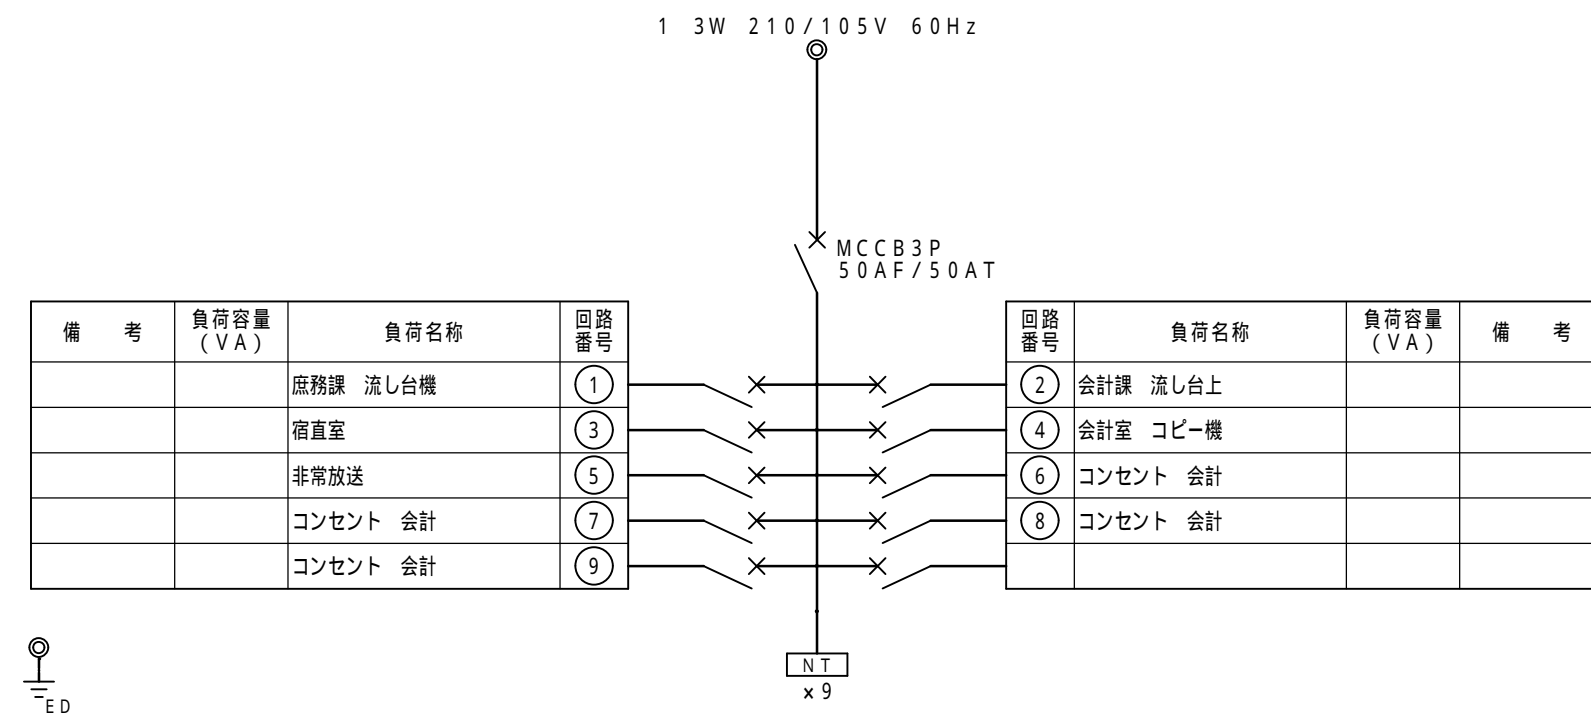 1 3W 210/105V 60Hz
MCCB3P
50AF/50AT
備 考 負荷容量 (VA) 負荷名称 回路番号
庶務課 流し台機 1
宿直室 3
非常放送 5
コンセント 会計 7
コンセント 会計 9
回路番号 負荷名称 負荷容量 (VA) 備 考
2 会計課 流し台上
4 会計室 コピー機
6 コンセント 会計
8 コンセント 会計
NT
×9
ED